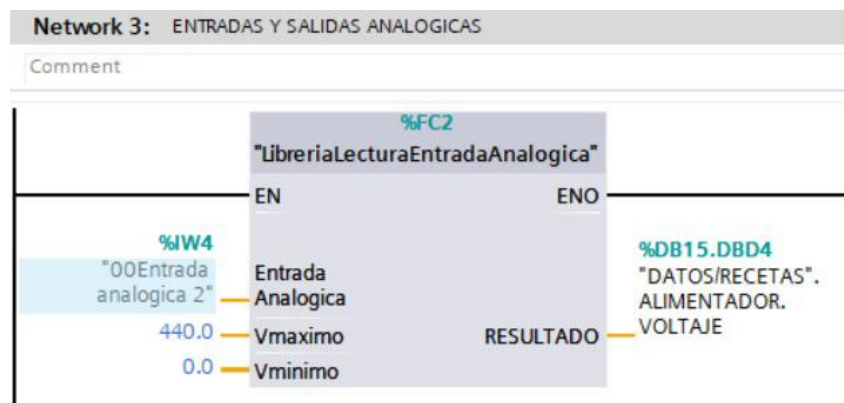 Network 3: ENTRADAS Y SALIDAS ANALOGICAS
Comment
%FC2
"LibreriaLecturaEntradaAnalogica"
EN ENO
%IW4
"00Entrada
analogica 2"
Entrada
Analogica
440.0 Vmaximo
0.0 Vminimo
RESULTADO
%DB15.DBD4
"DATOS/RECETAS".
ALIMENTADOR.
VOLTAJE